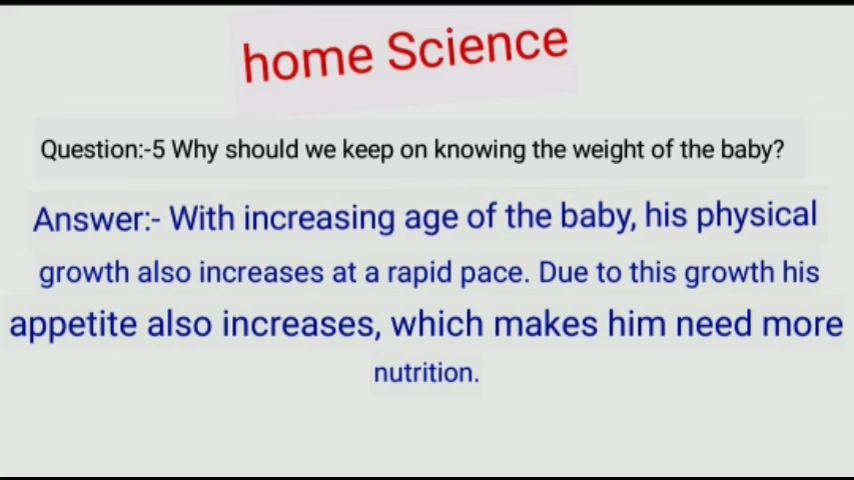 home Science
Question:-5 Why should we keep on knowing the weight of the baby?
Answer:- With increasing age of the baby, his physical
growth also increases at a rapid pace. Due to this growth his
appetite also increases, which makes him need more
nutrition.